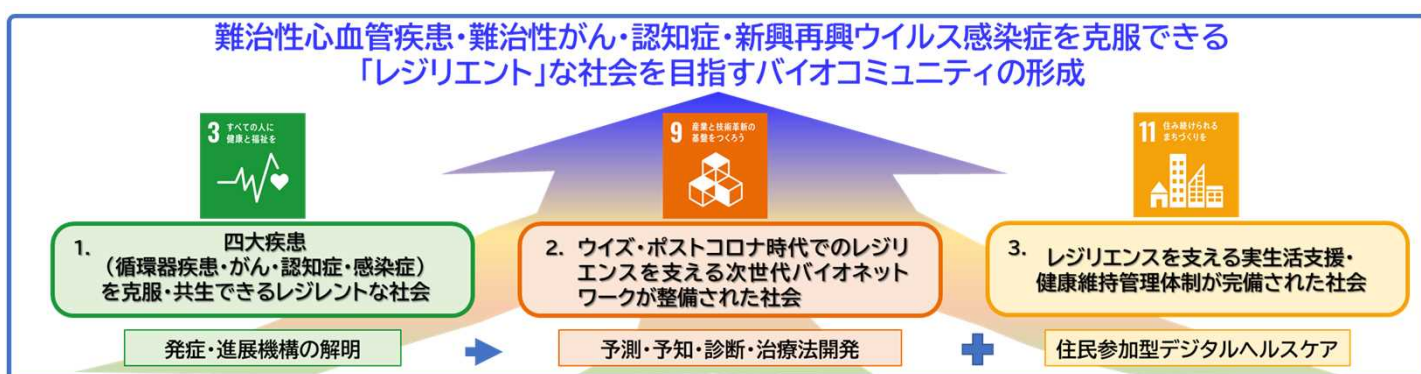 難治性心血管疾患・難治性がん・認知症・新興再興ウイルス感染症を克服できる
「レジリエント」な社会を目指すバイオコミュニティの形成
3 すべての人に
健康と福祉を
9 産業と技術革新の
基盤をつくろう
11 住み続けられる
まちづくりを
1. 四大疾患
（循環器疾患・がん・認知症・感染症）
を克服・共生できるレジレントな社会
2. ウイズ・ポストコロナ時代でのレジリ
エンスを支える次世代バイオネット
ワークが整備された社会
3. レジリエンスを支える実生活支援・
健康維持管理体制が完備された社会
発症・進展機構の解明
予測・予知・診断・治療法開発
住民参加型デジタルヘルスケア